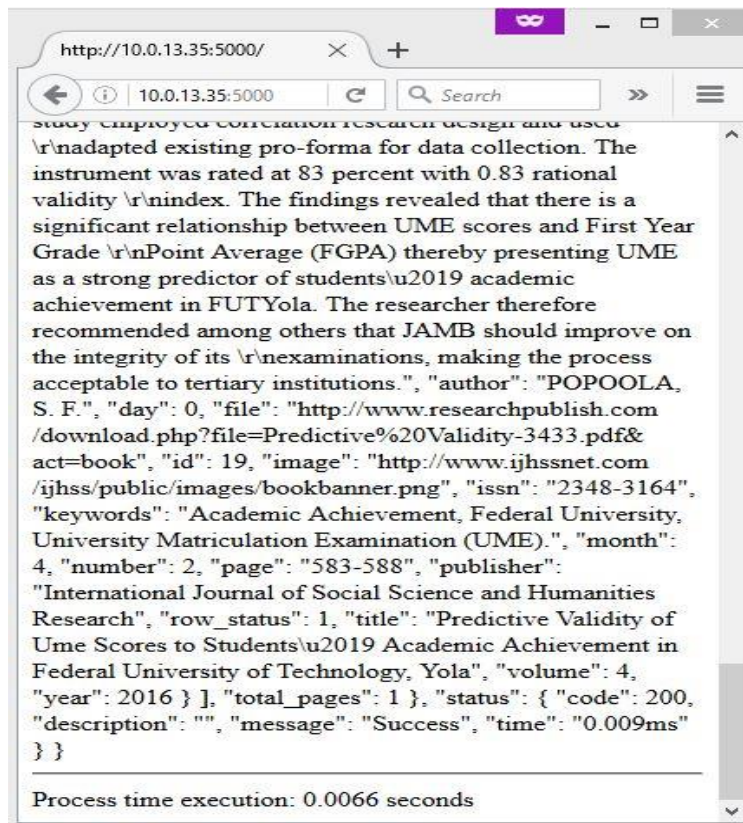 http://10.0.13.35:5000/
10.0.13.35:5000 Search
study employed correlation research design and used
\r\nadapted existing pro-forma for data collection. The
instrument was rated at 83 percent with 0.83 rational
validity \r\nindex. The findings revealed that there is a
significant relationship between UME scores and First Year
Grade \r\nPoint Average (FGPA) thereby presenting UME
as a strong predictor of students\u2019 academic
achievement in FUTYola. The researcher therefore
recommended among others that JAMB should improve on
the integrity of its \r\nexaminations, making the process
acceptable to tertiary institutions.", "author": "POPOOLA,
S. F.", "day": 0, "file": "http://www.researchpublish.com
/download.php?file=Predictive%20Validity-3433.pdf&
act=book", "id": 19, "image": "http://www.ijhssnet.com
/ijhss/public/images/bookbanner.png", "issn": "2348-3164",
"keywords": "Academic Achievement, Federal University,
University Matriculation Examination (UME).", "month":
4, "number": 2, "page": "583-588", "publisher":
"International Journal of Social Science and Humanities
Research", "row_status": 1, "title": "Predictive Validity of
Ume Scores to Students\u2019 Academic Achievement in
Federal University of Technology, Yola", "volume": 4,
"year": 2016 } ], "total_pages": 1 }, "status": { "code": 200,
"description": "", "message": "Success", "time": "0.009ms"
} }
Process time execution: 0.0066 seconds